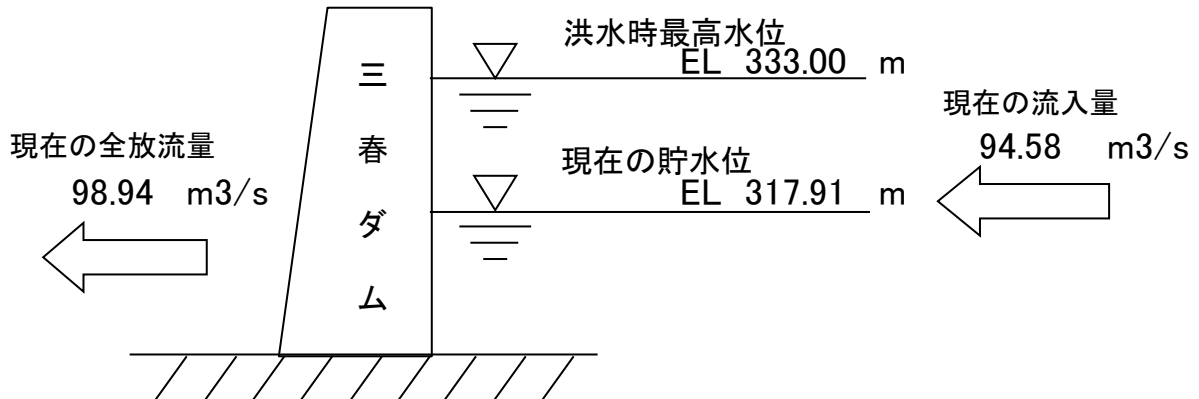 洪水時最高水位
EL 333.00 m
現在の流入量
94.58 m3/s
現在の全放流量
98.94 m3/s
三春ダム
現在の貯水位
EL 317.91 m